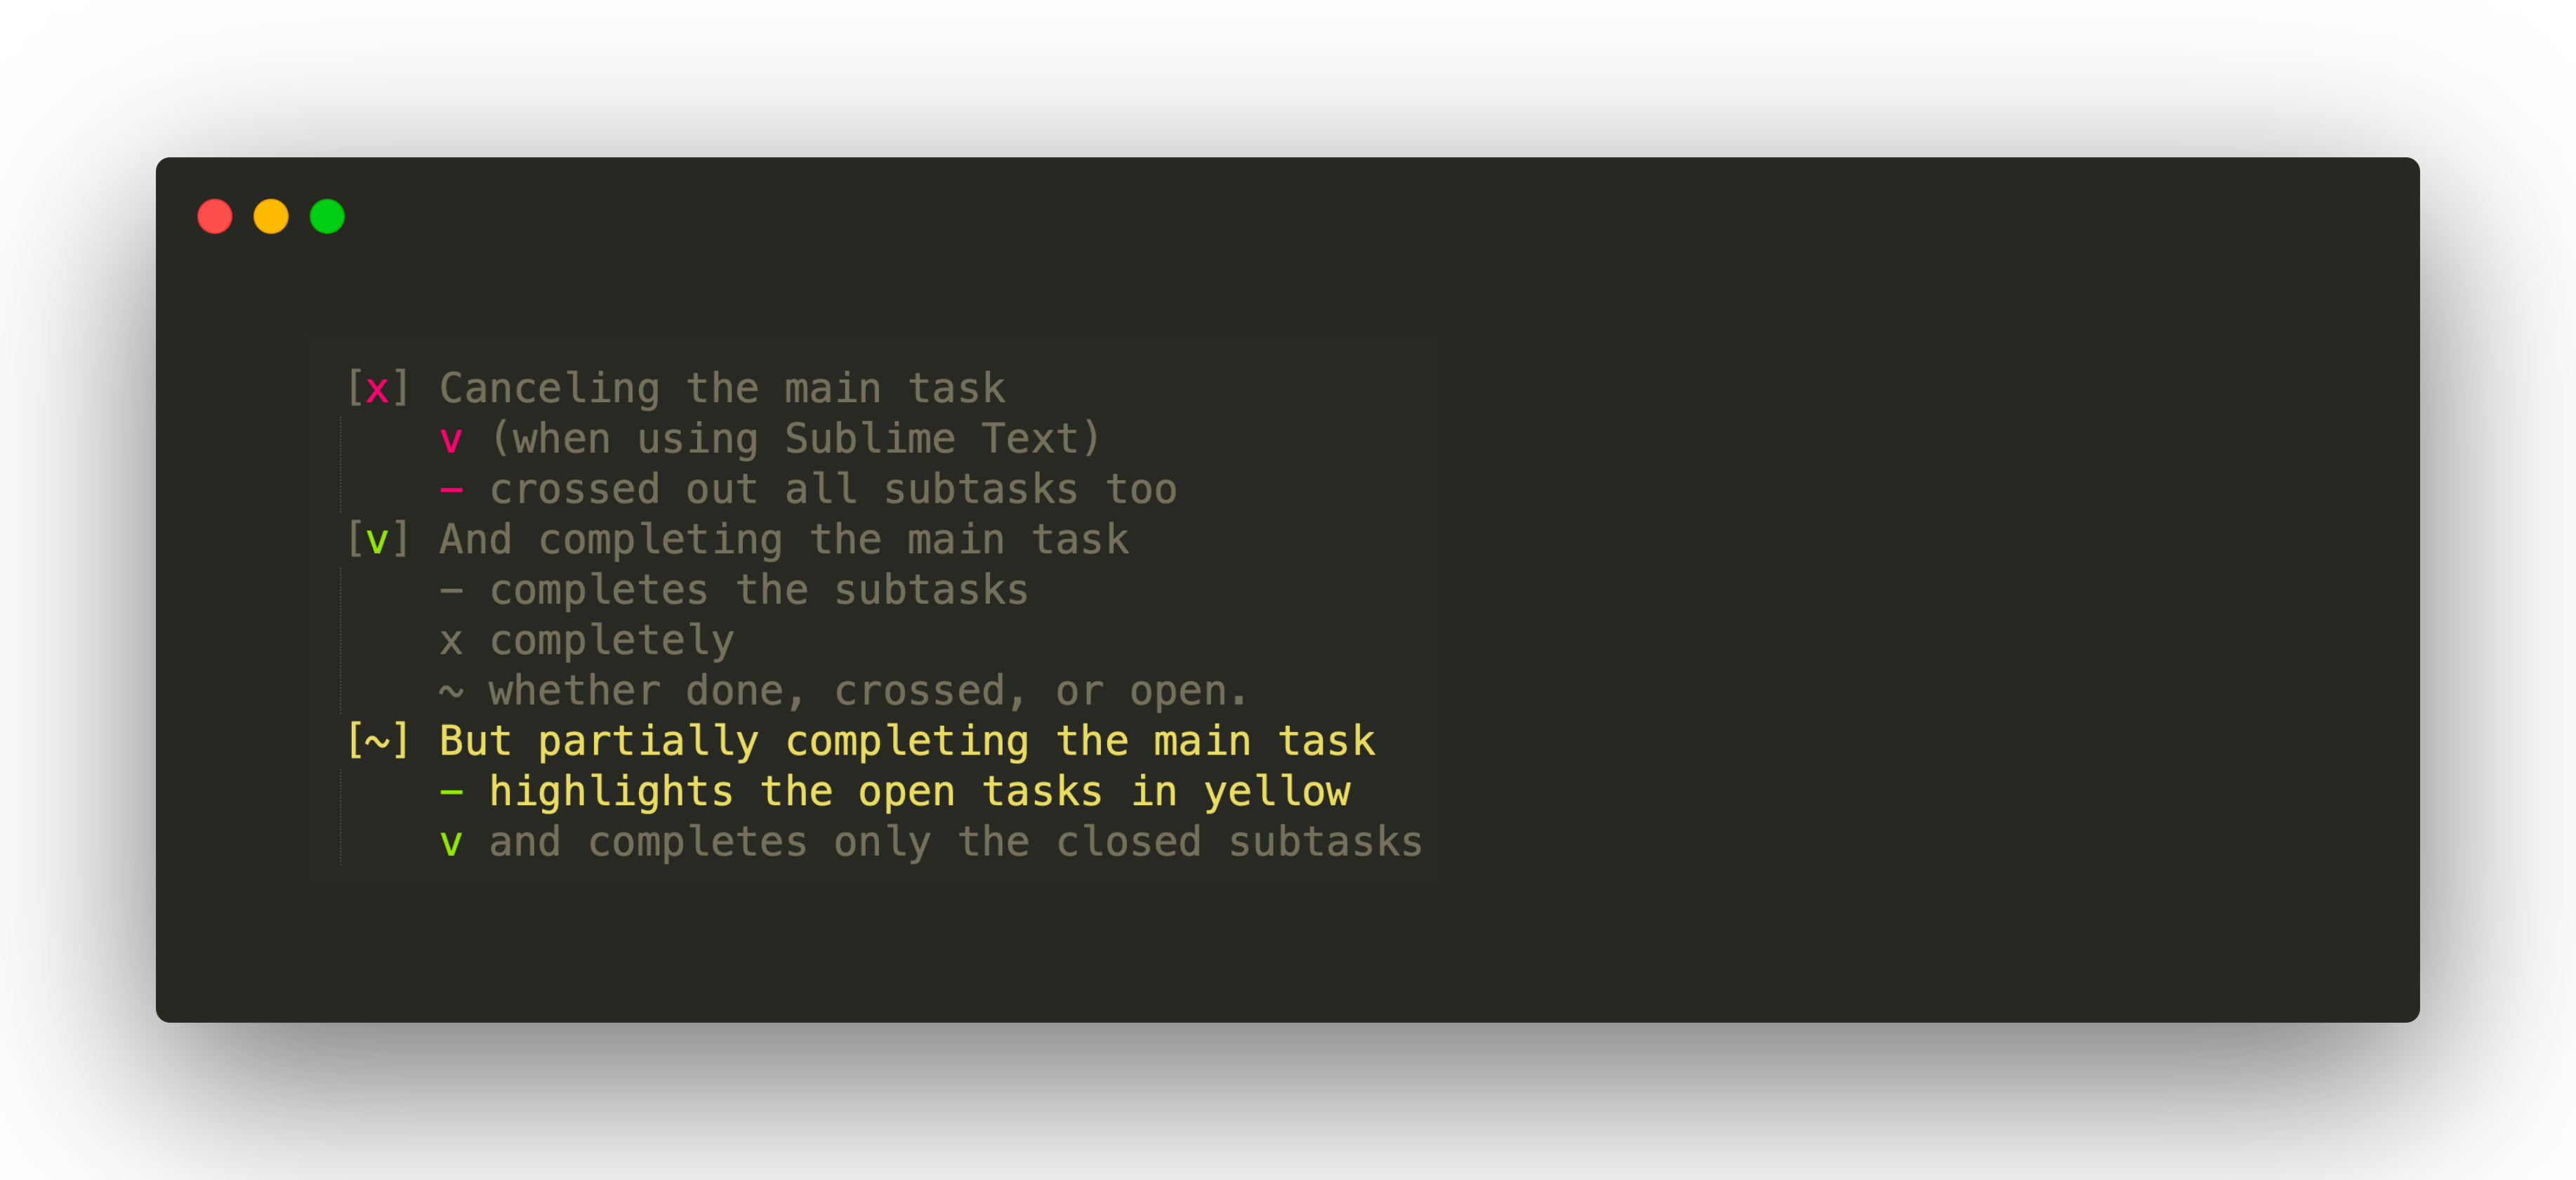 [x] Canceling the main task
    v (when using Sublime Text)
    - crossed out all subtasks too
[v] And completing the main task
    - completes the subtasks
    x completely
    ~ whether done, crossed, or open.
[~] But partially completing the main task
    - highlights the open tasks in yellow
    v and completes only the closed subtasks